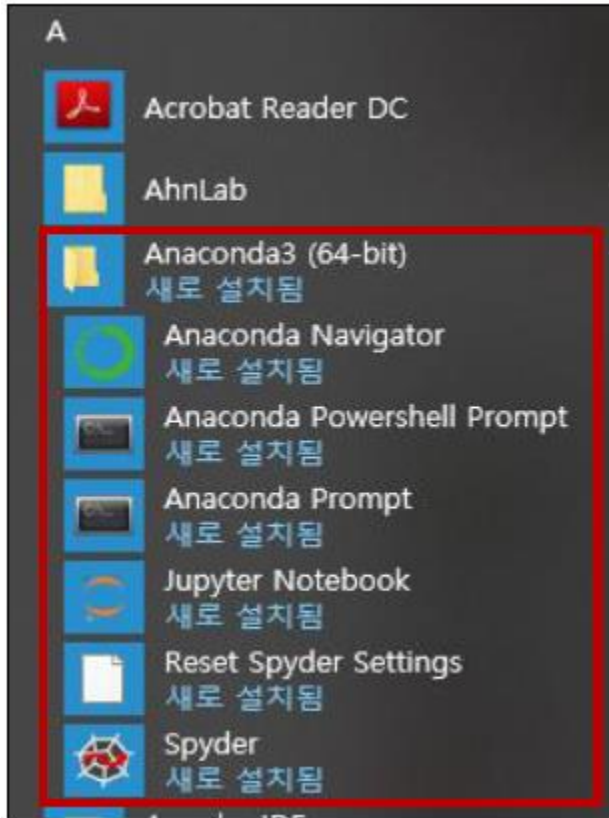 A
Acrobat Reader DC
AhnLab
Anaconda3 (64-bit)
새로 설치됨
Anaconda Navigator
새로 설치됨
Anaconda Powershell Prompt
새로 설치됨
Anaconda Prompt
새로 설치됨
Jupyter Notebook
새로 설치됨
Reset Spyder Settings
새로 설치됨
Spyder
새로 설치됨